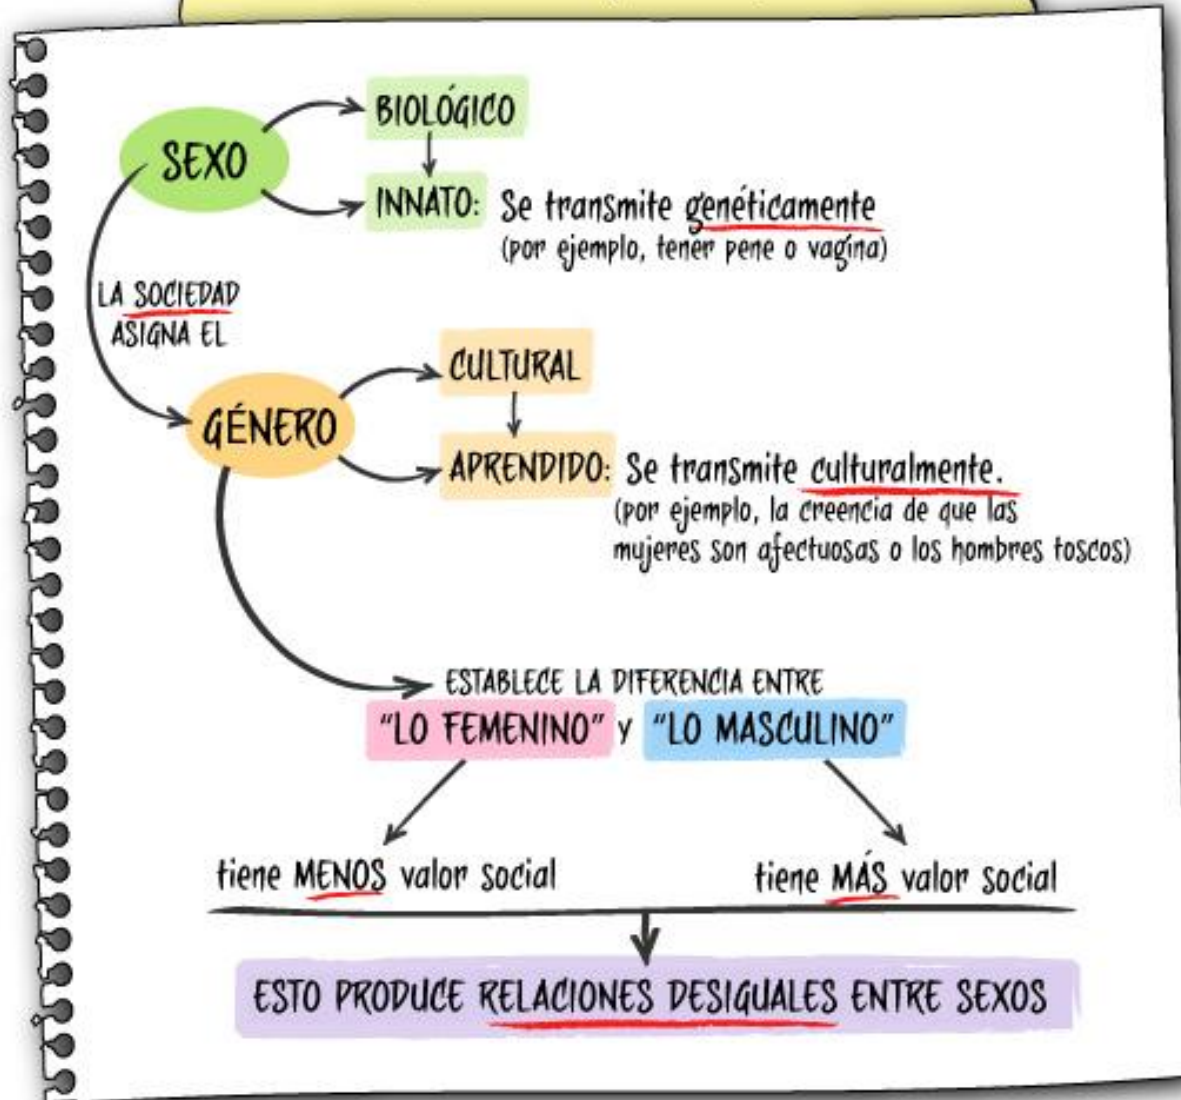 BIOLÓGICO
SEXO
INNATO: Se transmite genéticamente
(por ejemplo, tener pene o vagina)
LA SOCIEDAD
ASIGNA EL
CULTURAL
GÉNERO
APRENDIDO: Se transmite culturalmente.
(por ejemplo, la creencia de que las
mujeres son afectuosas o los hombres toscos)
ESTABLECE LA DIFERENCIA ENTRE
"LO FEMENINO" y "LO MASCULINO"
tiene MENOS valor social
tiene MÁS valor social
ESTO PRODUCE RELACIONES DESIGUALES ENTRE SEXOS